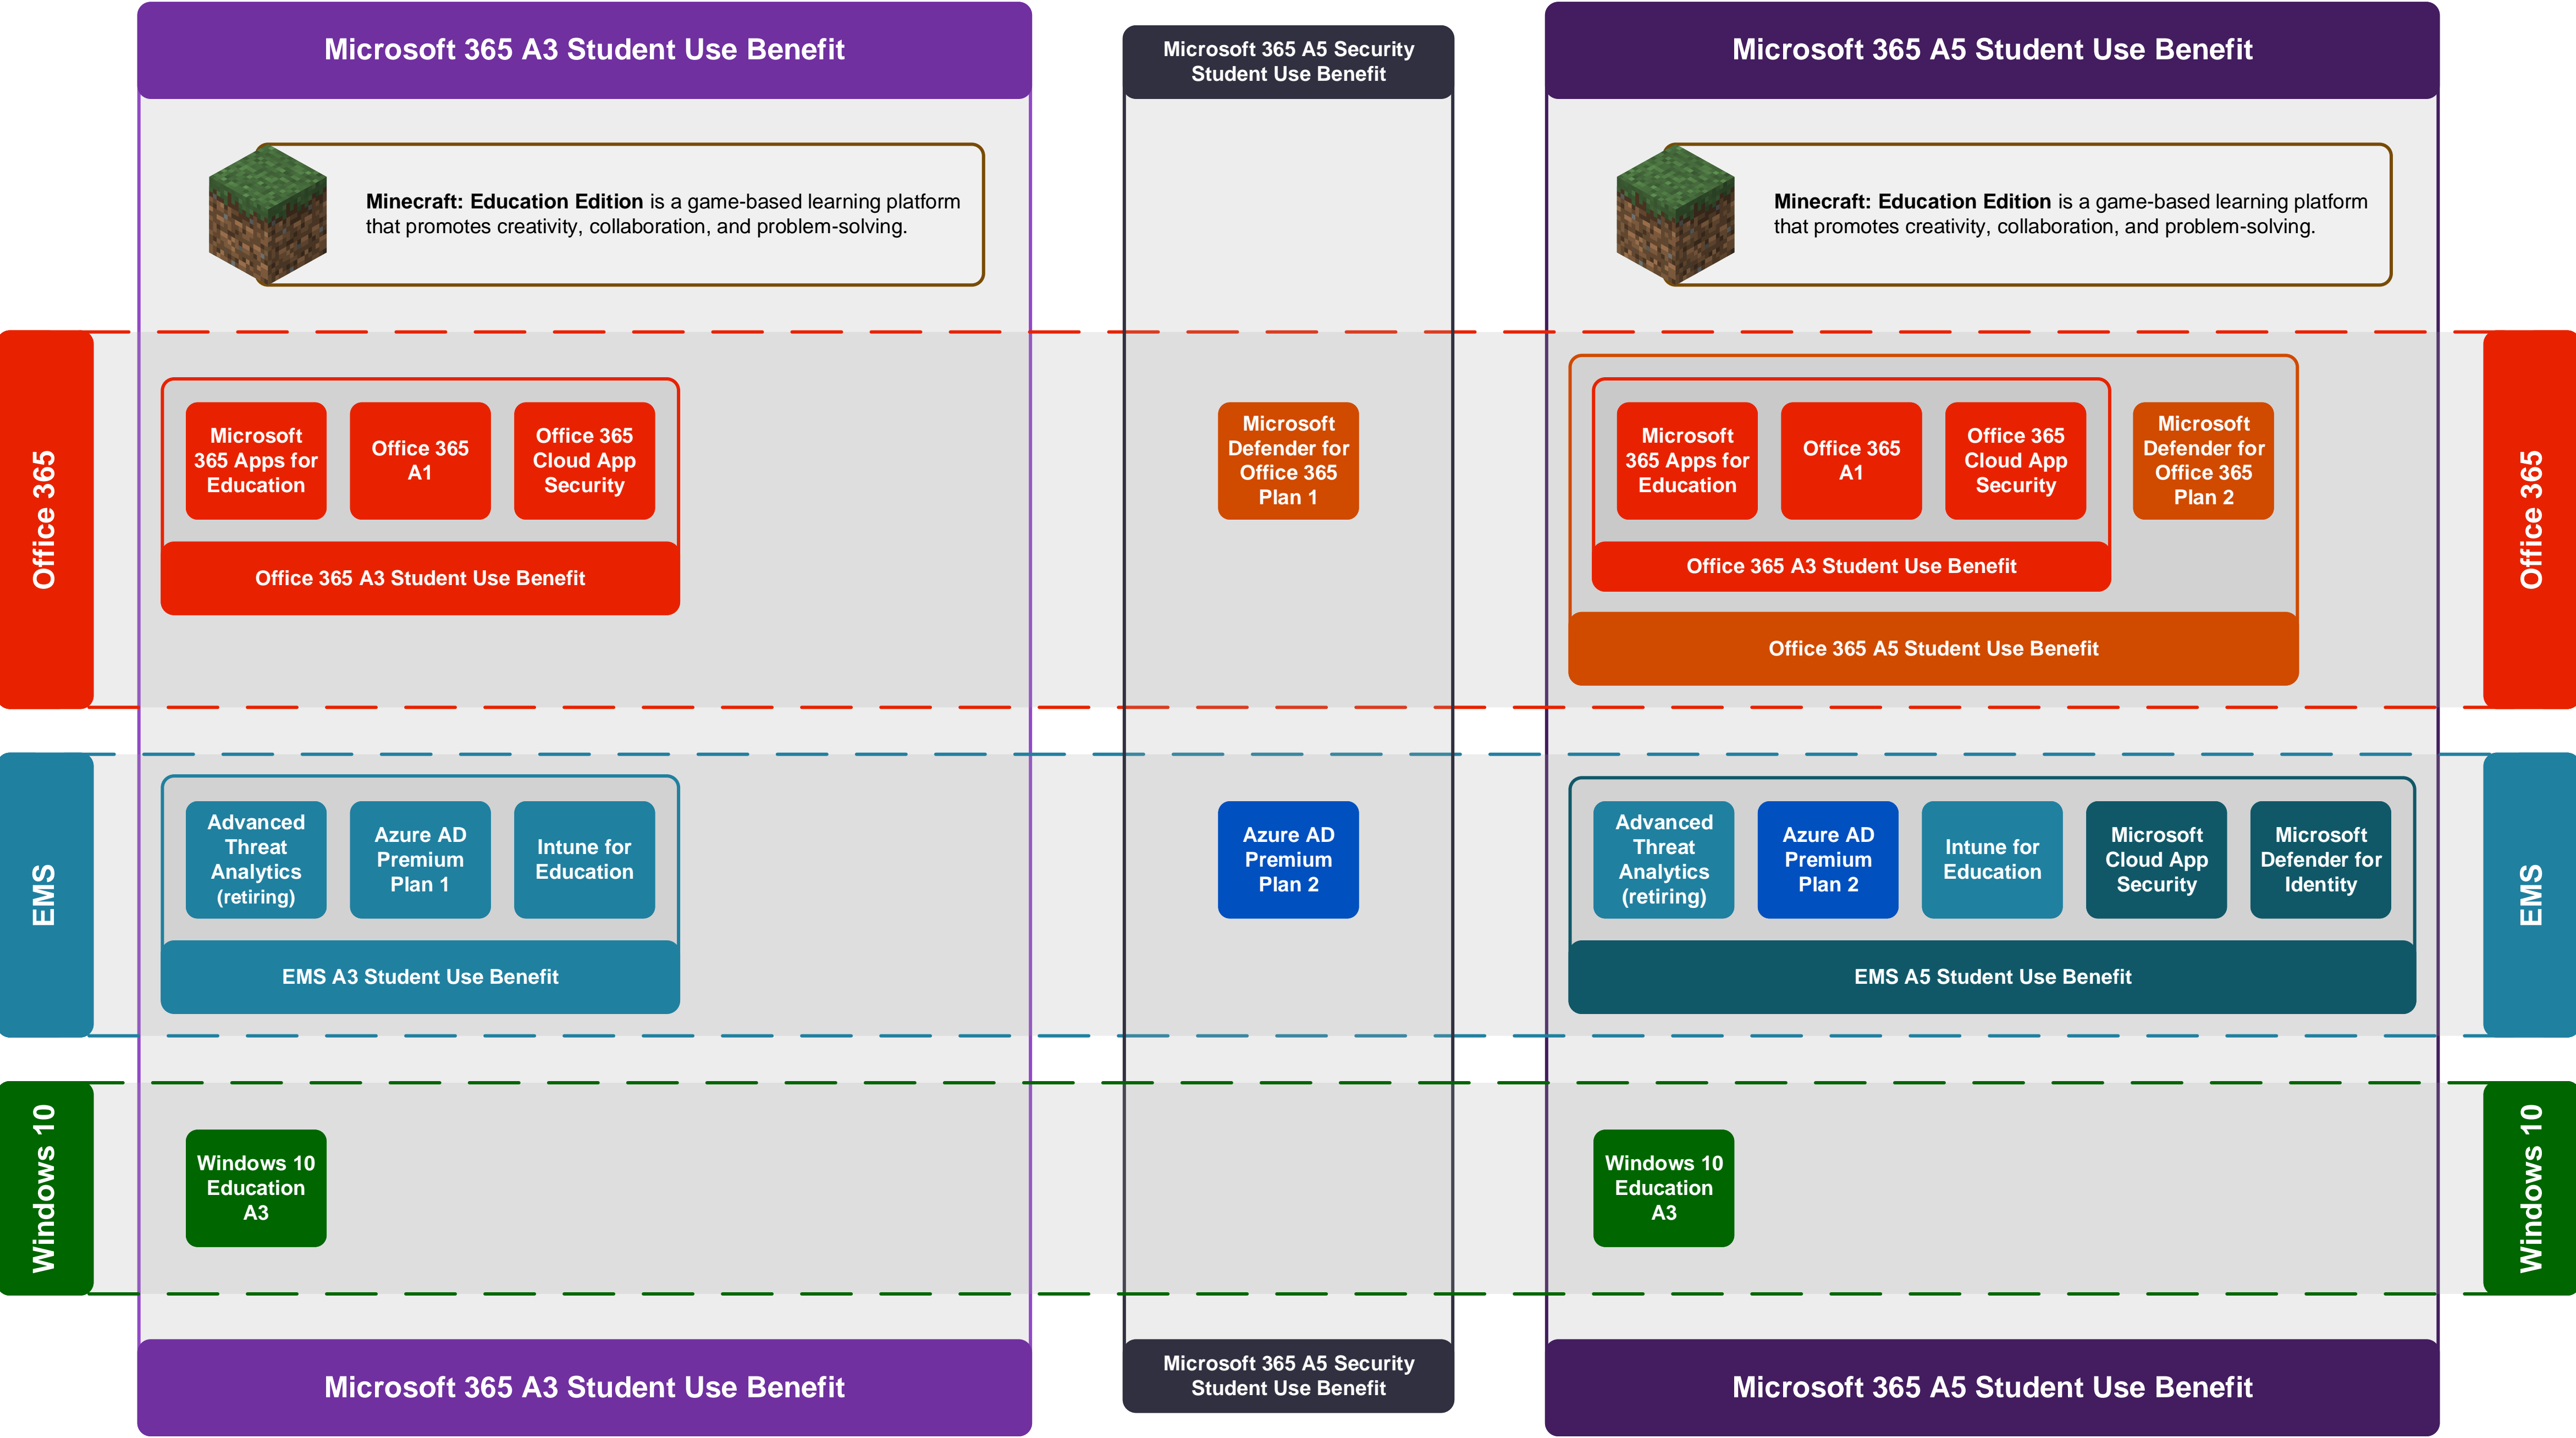 Microsoft 365 A3 Student Use Benefit
Microsoft 365 A5 Security
Student Use Benefit
Microsoft 365 A5 Student Use Benefit
Minecraft: Education Edition is a game-based learning platform
that promotes creativity, collaboration, and problem-solving.
Minecraft: Education Edition is a game-based learning platform
that promotes creativity, collaboration, and problem-solving.
Office 365
Microsoft
365 Apps for
Education
Office 365
A1
Office 365
Cloud App
Security
Office 365 A3 Student Use Benefit
Microsoft
Defender for
Office 365
Plan 1
Microsoft
365 Apps for
Education
Office 365
A1
Office 365
Cloud App
Security
Office 365 A3 Student Use Benefit
Microsoft
Defender for
Office 365
Plan 2
Office 365 A5 Student Use Benefit
Office 365
EMS
Advanced
Threat
Analytics
(retiring)
Azure AD
Premium
Plan 1
Intune for
Education
EMS A3 Student Use Benefit
Azure AD
Premium
Plan 2
Advanced
Threat
Analytics
(retiring)
Azure AD
Premium
Plan 2
Intune for
Education
Microsoft
Cloud App
Security
Microsoft
Defender for
Identity
EMS A5 Student Use Benefit
EMS
Windows 10
Windows 10
Education
A3
Windows 10
Education
A3
Windows 10
Microsoft 365 A3 Student Use Benefit
Microsoft 365 A5 Security
Student Use Benefit
Microsoft 365 A5 Student Use Benefit